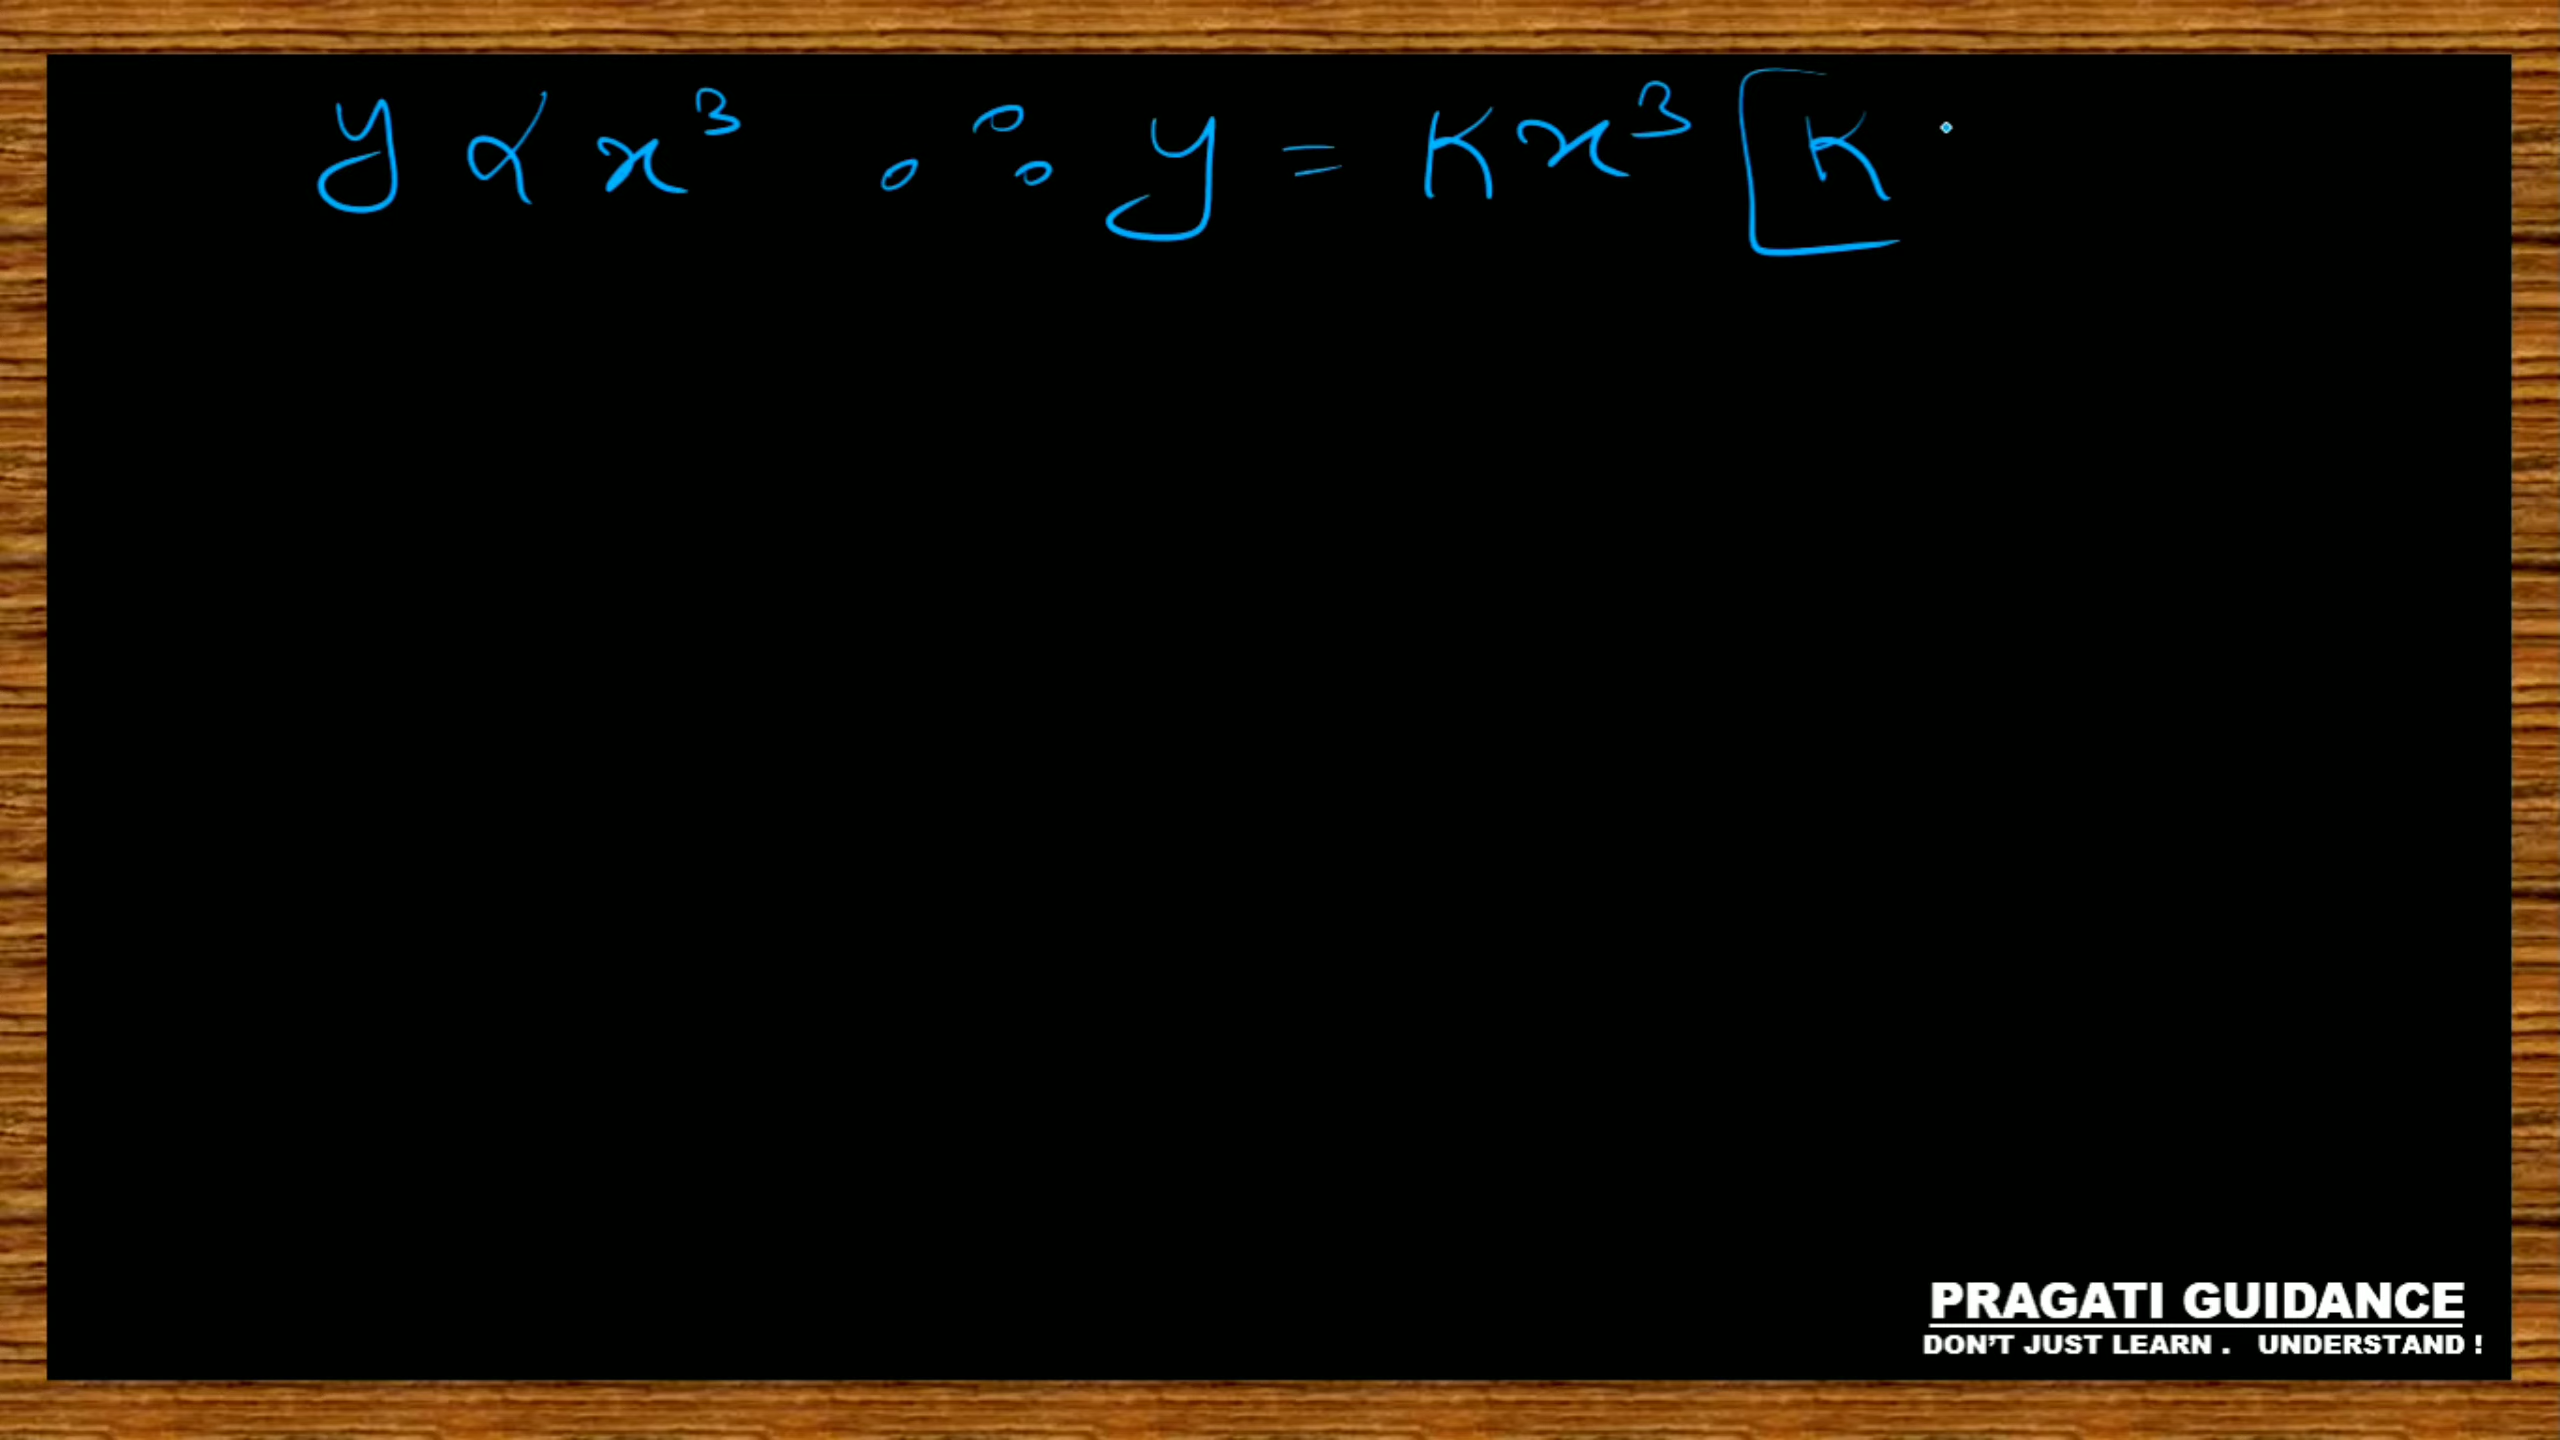 y ∝ x³ ∴ y = Kx³ [K
PRAGATI GUIDANCE
DON'T JUST LEARN . UNDERSTAND !